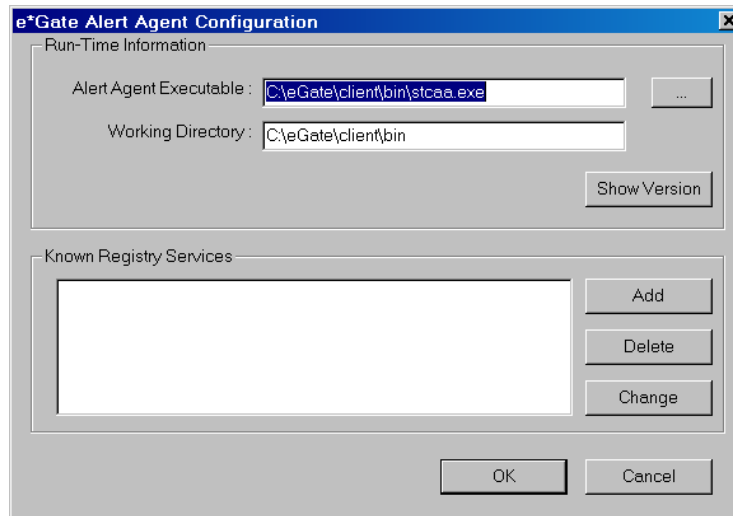 e*Gate Alert Agent Configuration
Run-Time Information
Alert Agent Executable : C:\eGate\client\bin\stcaa.exe ...
Working Directory : C:\eGate\client\bin
Show Version
Known Registry Services
Add
Delete
Change
OK Cancel